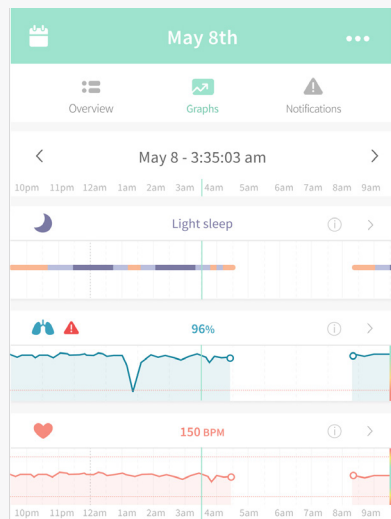 May 8th
Overview Graphs Notifications
May 8 - 3:35:03 am
10pm 11pm 12am 1am 2am 3am 4am 5am 6am 7am 8am 9am
Light sleep
96%
150 BPM
10pm 11pm 12am 1am 2am 3am 4am 5am 6am 7am 8am 9am